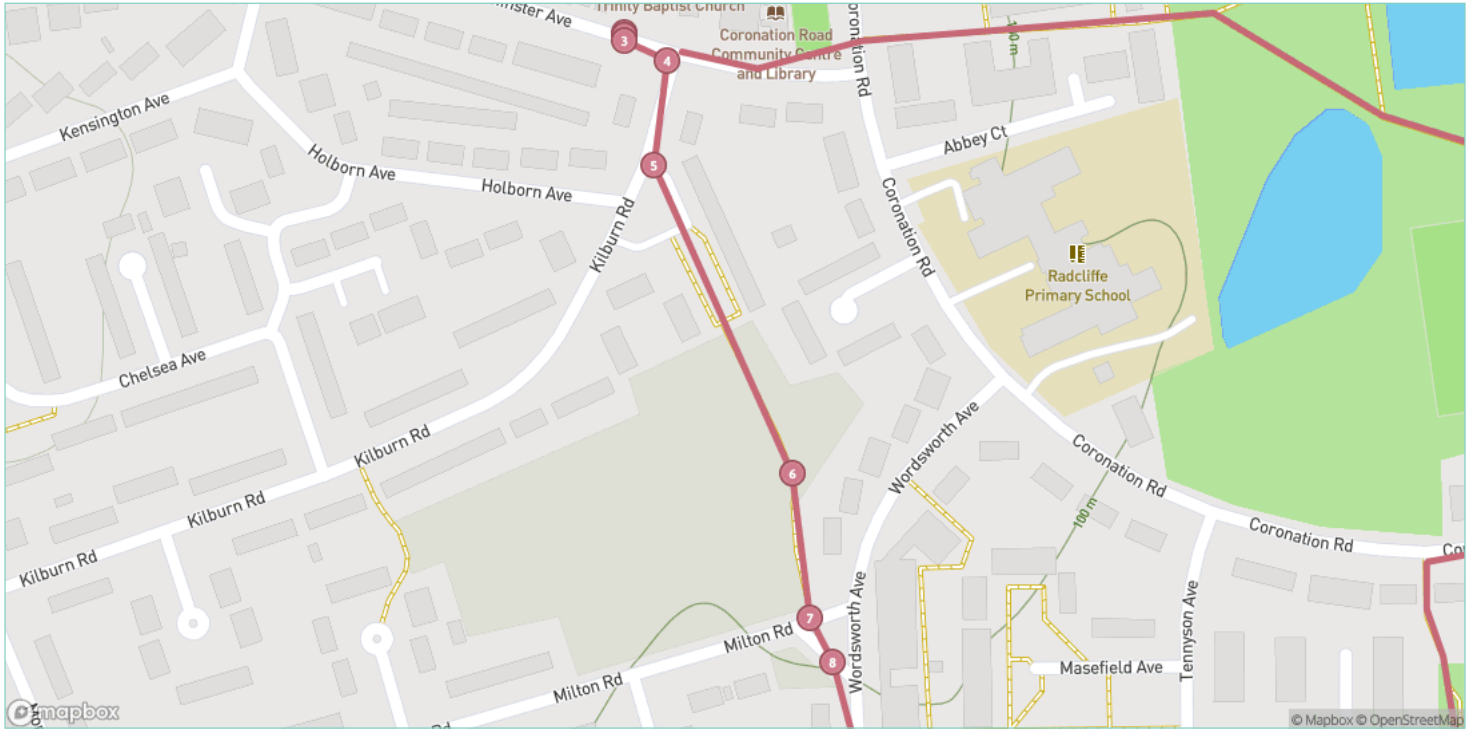 Trinity Baptist Church
Coronation Road
Community Centre
and Library
3
4
Kensington Ave
Abbey Ct
Holborn Ave
Holborn Ave
5
Coronation Rd
Kilburn Rd
100 m
Radcliffe
Primary School
Chelsea Ave
Wordsworth Ave
Kilburn Rd
Coronation Rd
6
Kilburn Rd
100 m
Coronation Rd
Kilburn Rd
Wordsworth Ave
Tennyson Ave
7
Milton Rd
8
Masefield Ave
Milton Rd
mapbox
© Mapbox © OpenStreetMap